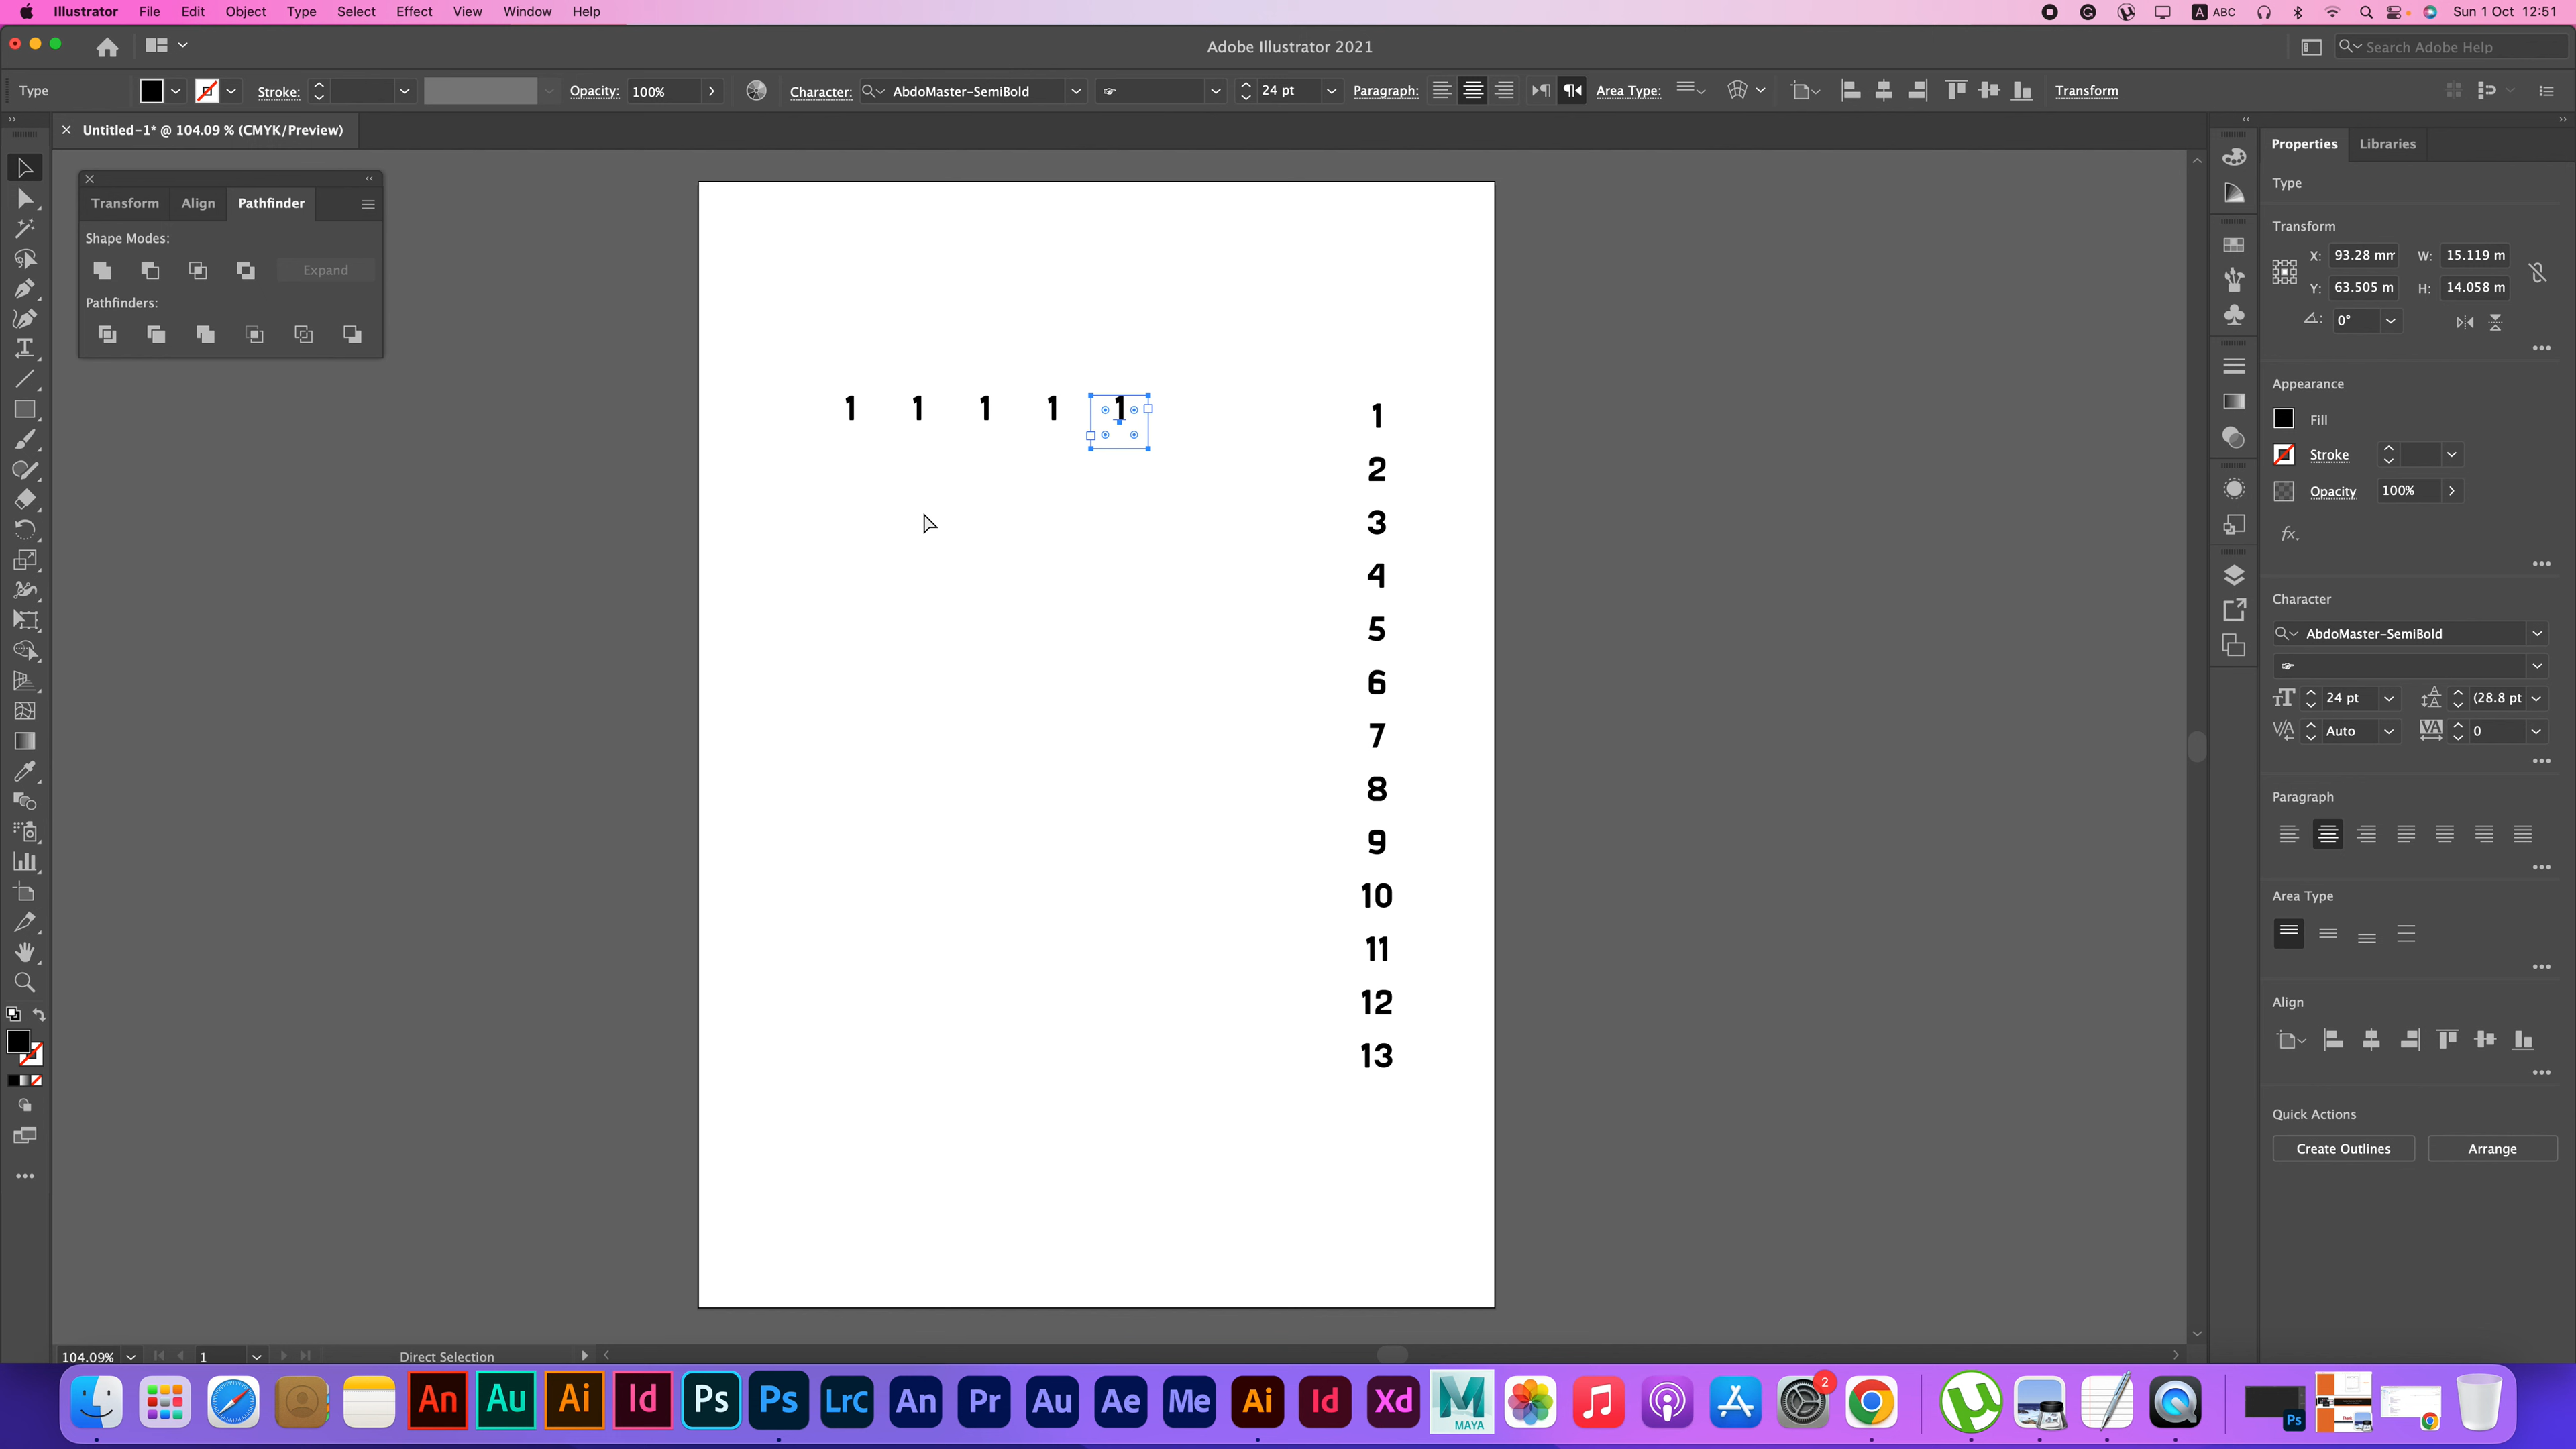 Illustrator File Edit Object Type Select Effect View Window Help A ABC Sun 1 Oct 12:51
Adobe Illustrator 2021 Search Adobe Help
Type Stroke: Opacity: 100% Character: AbdoMaster-SemiBold 24 pt Paragraph: Area Type: Transform
Untitled-1* @ 104.09 % (CMYK/Preview)
Transform Align Pathfinder
Shape Modes:
Expand
Pathfinders:
1 1 1 1 1
1
2
3
4
5
6
7
8
9
10
11
12
13
Properties Libraries
Type
Transform
X: 93.28 mm W: 15.119 m
Y: 63.505 m H: 14.058 m
0°
Appearance
Fill
Stroke
Opacity 100%
fx.
Character
AbdoMaster-SemiBold
24 pt (28.8 pt
Auto 0
Paragraph
Area Type
Align
Quick Actions
Create Outlines Arrange
104.09% 1 Direct Selection
An Au Ai Id Ps Ps LrC An Pr Au Ae Me Ai Id Xd MAYA 2 Ps